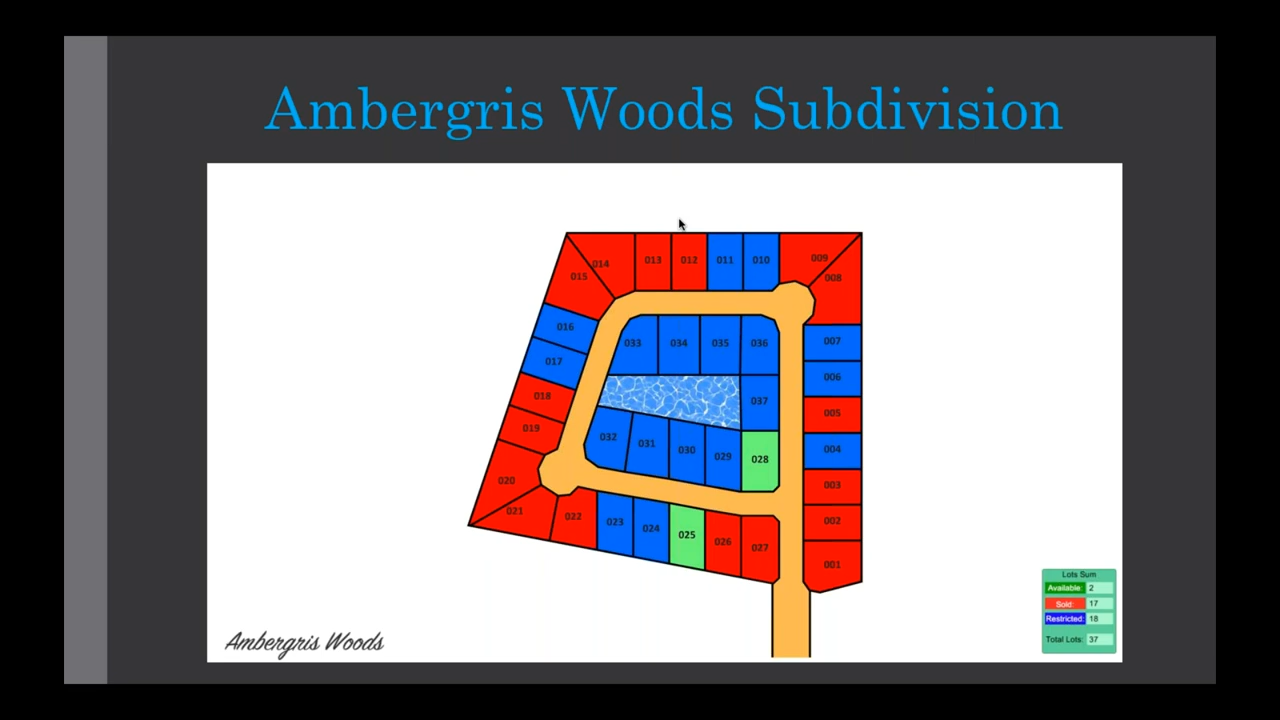 Ambergris Woods Subdivision
014 013 012 011 010 009
015 008
016 033 034 035 036 007
017 006
018 037 005
019 032 031 030 029 028 004
020 003
021 022 023 024 025 026 027 002
001
Lots Sum
Available: 2
Sold: 17
Restricted: 18
Total Lots: 37
Ambergris Woods